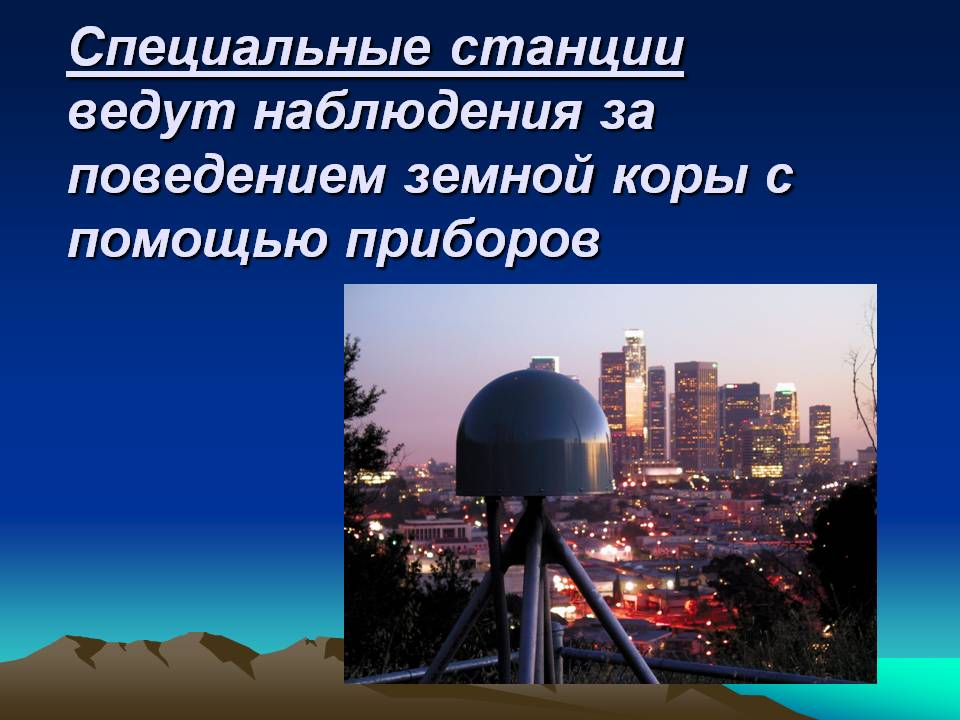 Специальные станции
ведут наблюдения за
поведением земной коры с
помощью приборов